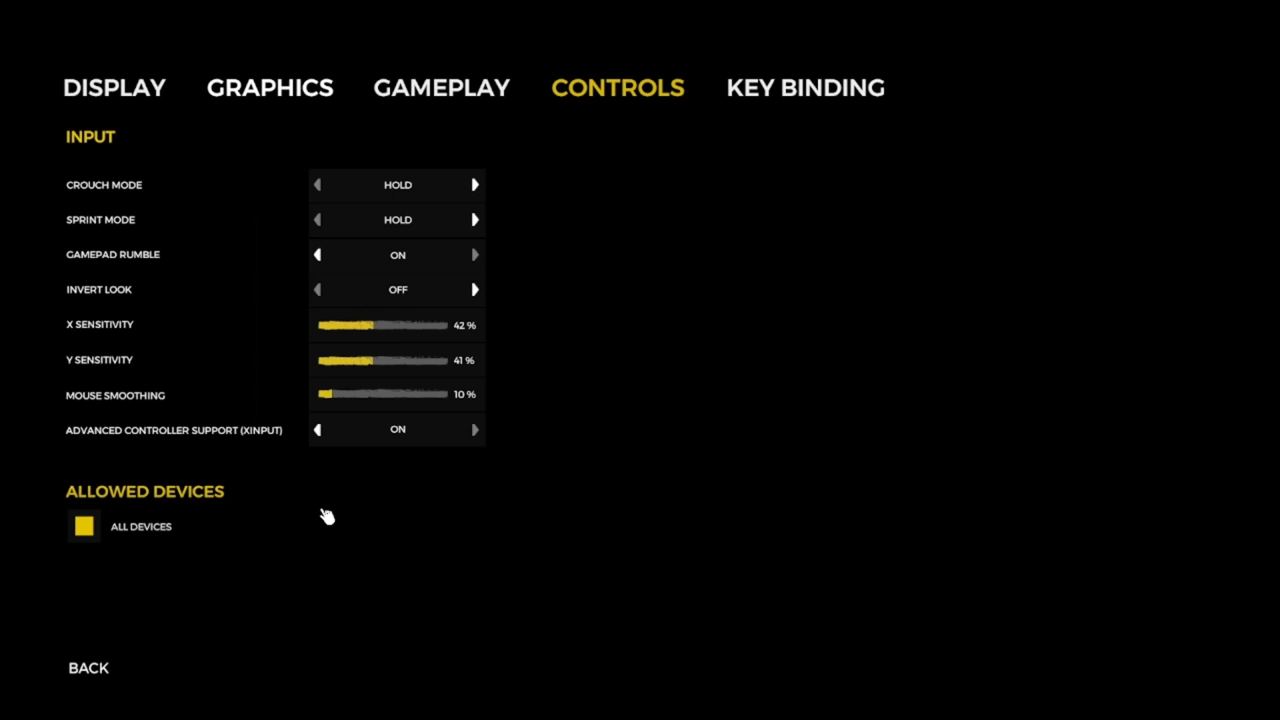 DISPLAY GRAPHICS GAMEPLAY CONTROLS KEY BINDING
INPUT
CROUCH MODE HOLD
SPRINT MODE HOLD
GAMEPAD RUMBLE ON
INVERT LOOK OFF
X SENSITIVITY 42 %
Y SENSITIVITY 41 %
MOUSE SMOOTHING 10 %
ADVANCED CONTROLLER SUPPORT (XINPUT) ON
ALLOWED DEVICES
ALL DEVICES
BACK